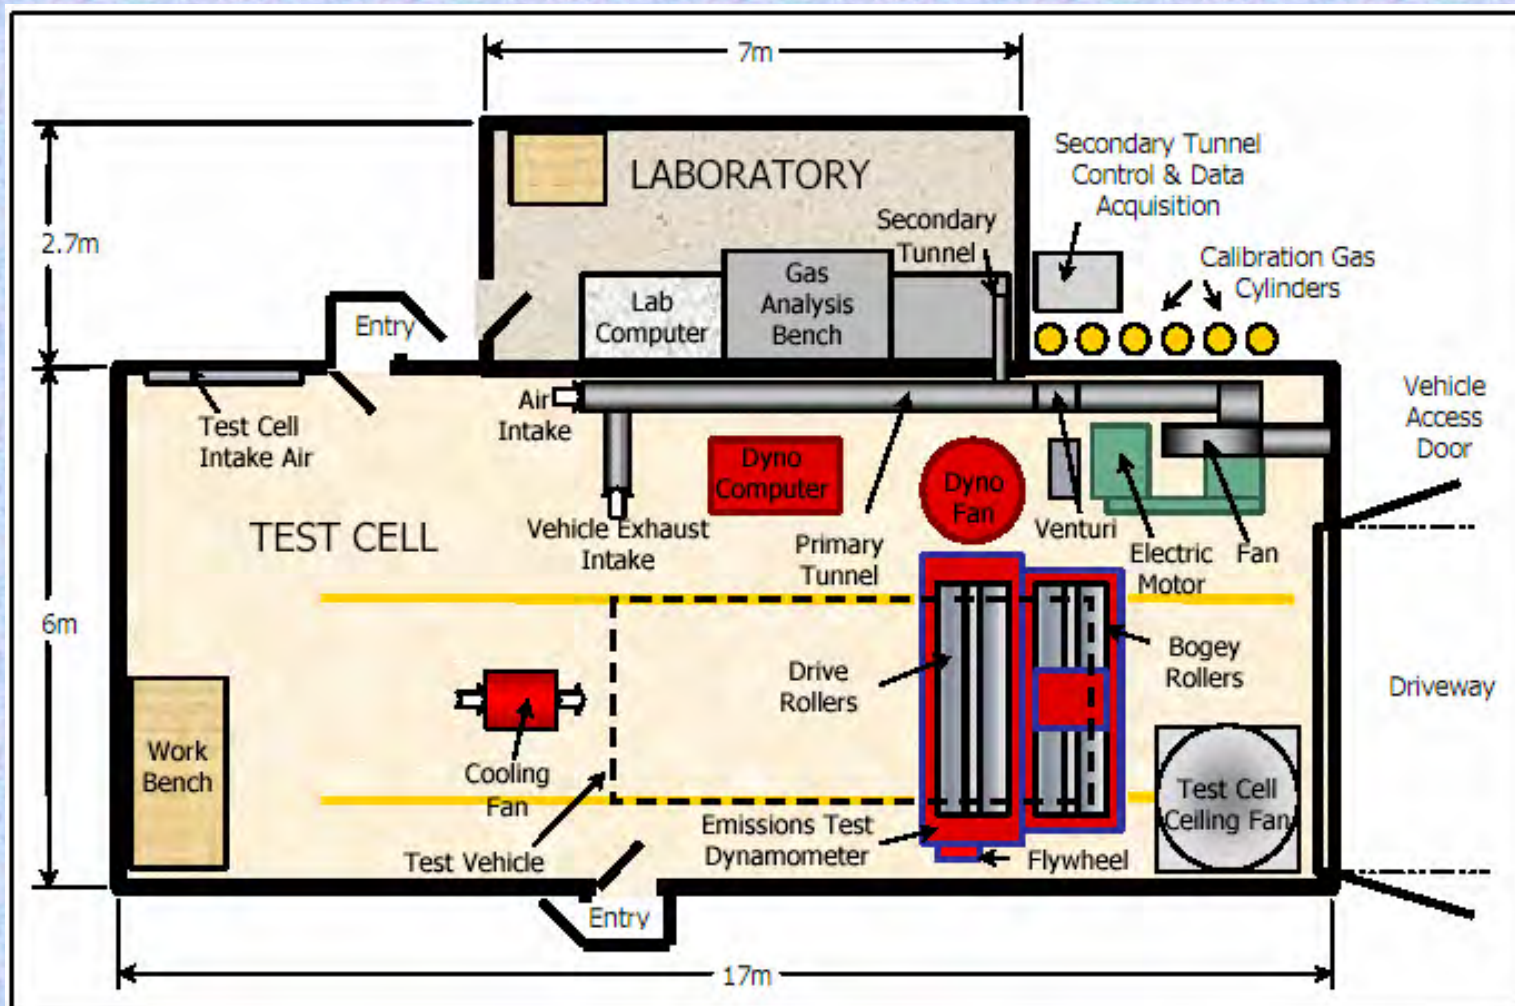 7m
Secondary Tunnel
Control & Data
Acquisition
LABORATORY
Secondary
Tunnel
2.7m
Calibration Gas
Cylinders
Gas
Analysis
Bench
Lab
Computer
Entry
Air
Intake
Vehicle
Access
Door
Test Cell
Intake Air
Dyno
Computer
Dyno
Fan
TEST CELL
Vehicle Exhaust
Intake
Primary
Tunnel
Venturi
Electric
Motor
Fan
6m
Drive
Rollers
Bogey
Rollers
Driveway
Work
Bench
Cooling
Fan
Test Cell
Ceiling Fan
Emissions Test
Dynamometer
Test Vehicle
Flywheel
Entry
17m